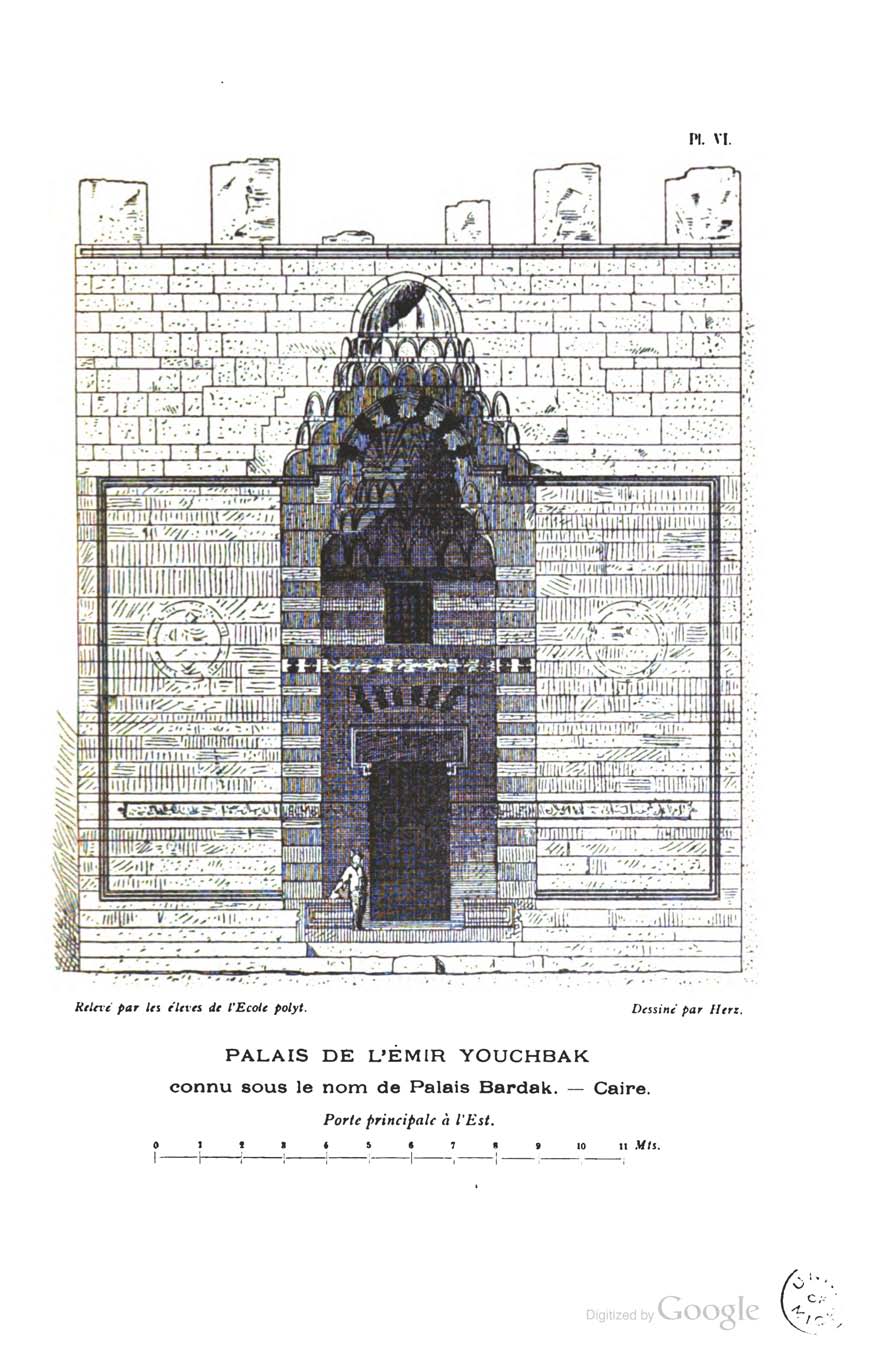 Pl. VI.
Relevé par les éleves de l'Ecole polyt.
Dessiné par Herz.
PALAIS DE L'ÉMIR YOUCHBAK
connu sous le nom de Palais Bardak. — Caire.
Porte principale à l'Est.
0 1 2 3 4 5 6 7 8 9 10 11 Mts.
Digitized by Google